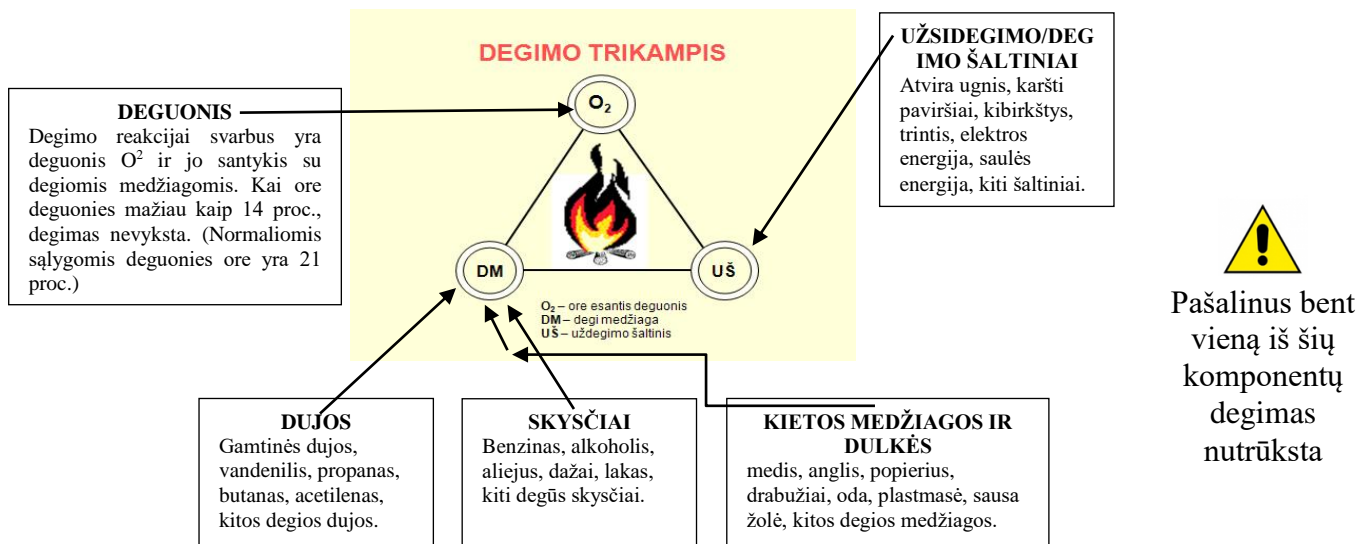 DEGIMO TRIKAMPIS
O₂
DM
UŠ
O₂ – ore esantis deguonis
DM – degi medžiaga
UŠ – uždegimo šaltinis
DEGUONIS
Degimo reakcijai svarbus yra
deguonis O² ir jo santykis su
degiomis medžiagomis. Kai ore
deguonies mažiau kaip 14 proc.,
degimas nevyksta. (Normaliomis
sąlygomis deguonies ore yra 21
proc.)
UŽSIDEGIMO/DEG
IMO ŠALTINIAI
Atvira ugnis, karšti
paviršiai, kibirkštys,
trintis, elektros
energija, saulės
energija, kiti šaltiniai.
Pašalinus bent
vieną iš šių
komponentų
degimas
nutrūksta
DUJOS
Gamtinės dujos,
vandenilis, propanas,
butanas, acetilenas,
kitos degios dujos.
SKYSČIAI
Benzinas, alkoholis,
aliejus, dažai, lakas,
kiti degūs skysčiai.
KIETOS MEDŽIAGOS IR
DULKĖS
medis, anglis, popierius,
drabužiai, oda, plastmasė, sausa
žolė, kitos degios medžiagos.